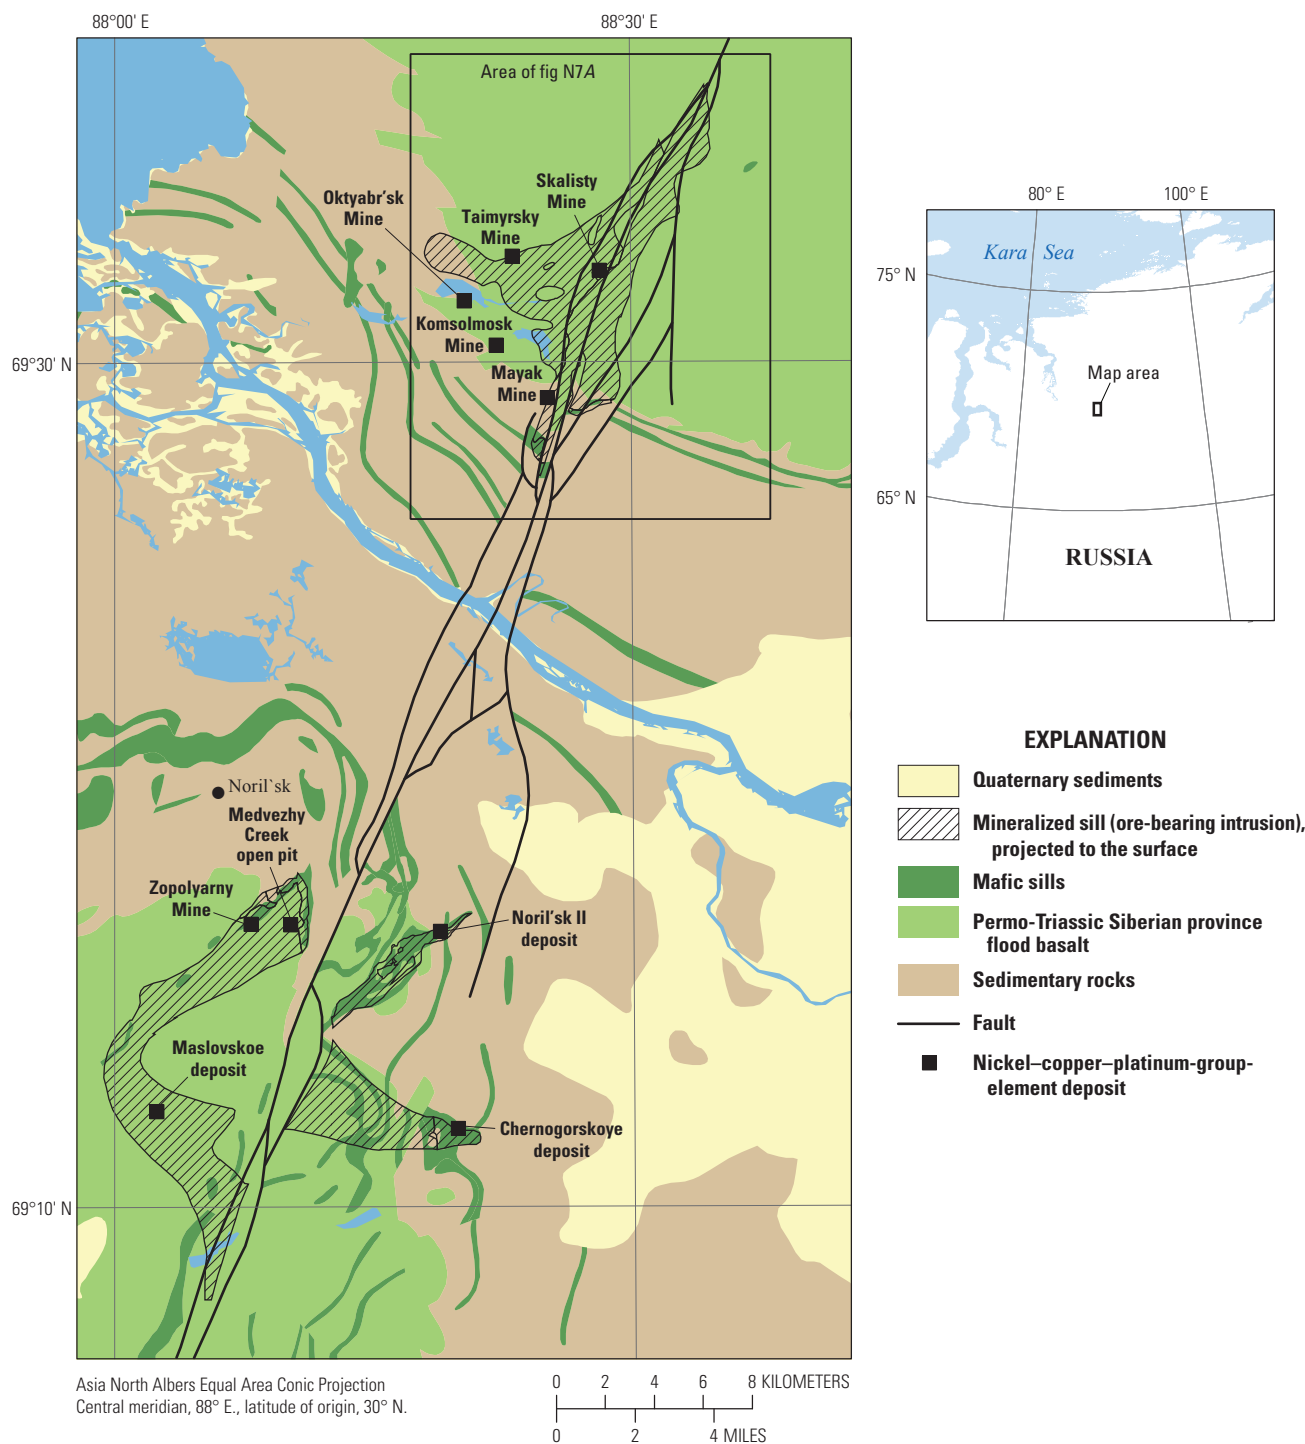 88°00' E
88°30' E
Area of fig N7A
Oktyabr'sk
Mine
Taimyrsky
Mine
Skalisty
Mine
Komsolmosk
Mine
69°30' N
Mayak
Mine
Noril`sk
Medvezhy
Creek
open pit
Zopolyarny
Mine
Noril'sk II
deposit
Maslovskoe
deposit
Chernogorskoye
deposit
69°10' N
Asia North Albers Equal Area Conic Projection
Central meridian, 88° E., latitude of origin, 30° N.
0 2 4 6 8 KILOMETERS
0 2 4 MILES
80° E
100° E
Kara Sea
75° N
Map area
65° N
RUSSIA
EXPLANATION
Quaternary sediments
Mineralized sill (ore-bearing intrusion),
projected to the surface
Mafic sills
Permo-Triassic Siberian province
flood basalt
Sedimentary rocks
Fault
Nickel–copper–platinum-group-
element deposit